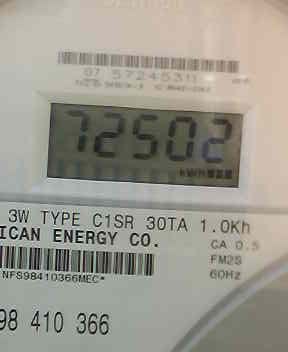 07 57245311
72502
kWh
3W TYPE C1SR 30TA 1.0Kh
ICAN ENERGY CO.
CA 0.5
FM2S
*NFS98410366MEC*
60Hz
98 410 366